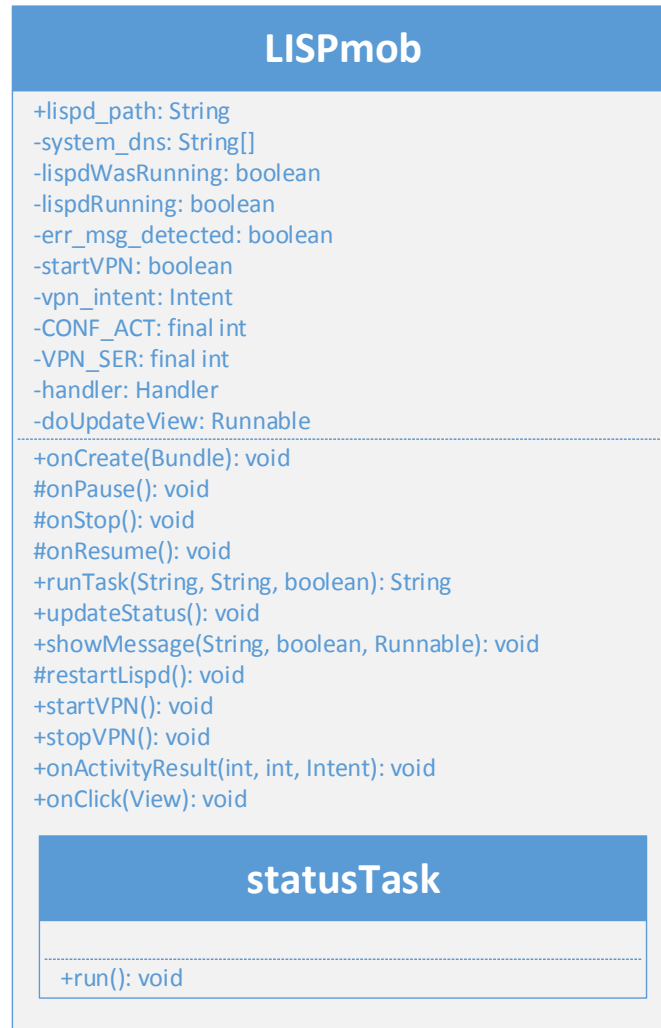 LISPmob
+lispd_path: String
-system_dns: String[]
-lispdWasRunning: boolean
-lispdRunning: boolean
-err_msg_detected: boolean
-startVPN: boolean
-vpn_intent: Intent
-CONF_ACT: final int
-VPN_SER: final int
-handler: Handler
-doUpdateView: Runnable
+onCreate(Bundle): void
#onPause(): void
#onStop(): void
#onResume(): void
+runTask(String, String, boolean): String
+updateStatus(): void
+showMessage(String, boolean, Runnable): void
#restartLispd(): void
+startVPN(): void
+stopVPN(): void
+onActivityResult(int, int, Intent): void
+onClick(View): void
statusTask
+run(): void